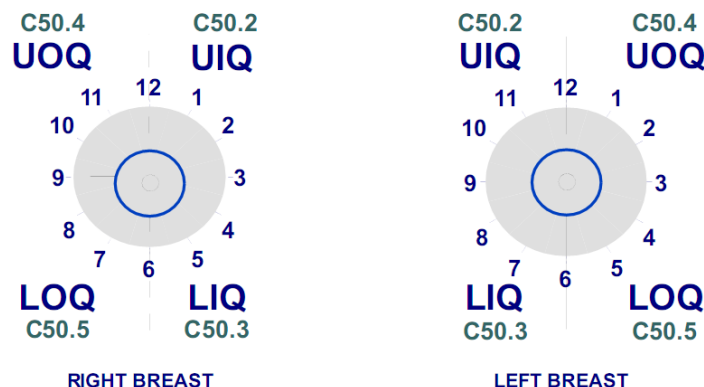 C50.4 C50.2 C50.2 C50.4
UOQ UIQ UIQ UOQ
12 12
11 1 11 1
10 2 10 2
9 3 9 3
8 4 8 4
7 5 7 5
6 6
LOQ LIQ LIQ LOQ
C50.5 C50.3 C50.3 C50.5
RIGHT BREAST LEFT BREAST